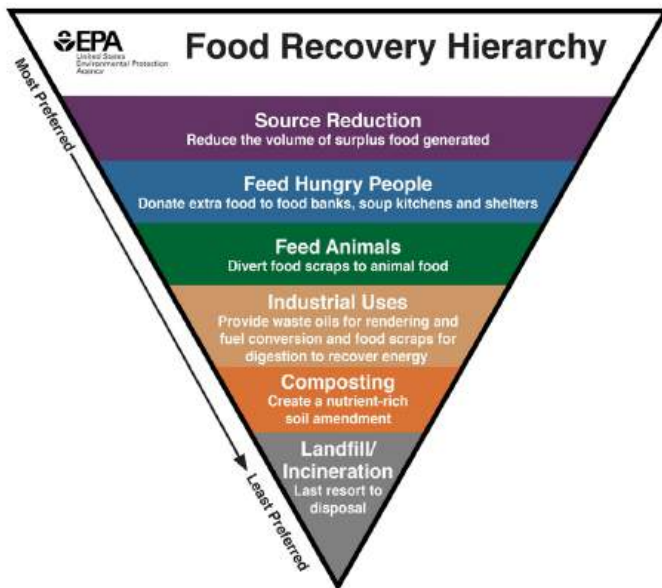 EPA
United States
Environmental Protection
Agency
Food Recovery Hierarchy
Most Preferred
Source Reduction
Reduce the volume of surplus food generated
Feed Hungry People
Donate extra food to food banks, soup kitchens and shelters
Feed Animals
Divert food scraps to animal food
Industrial Uses
Provide waste oils for rendering and
fuel conversion and food scraps for
digestion to recover energy
Composting
Create a nutrient-rich
soil amendment
Landfill/
Incineration
Last resort to
disposal
Least Preferred